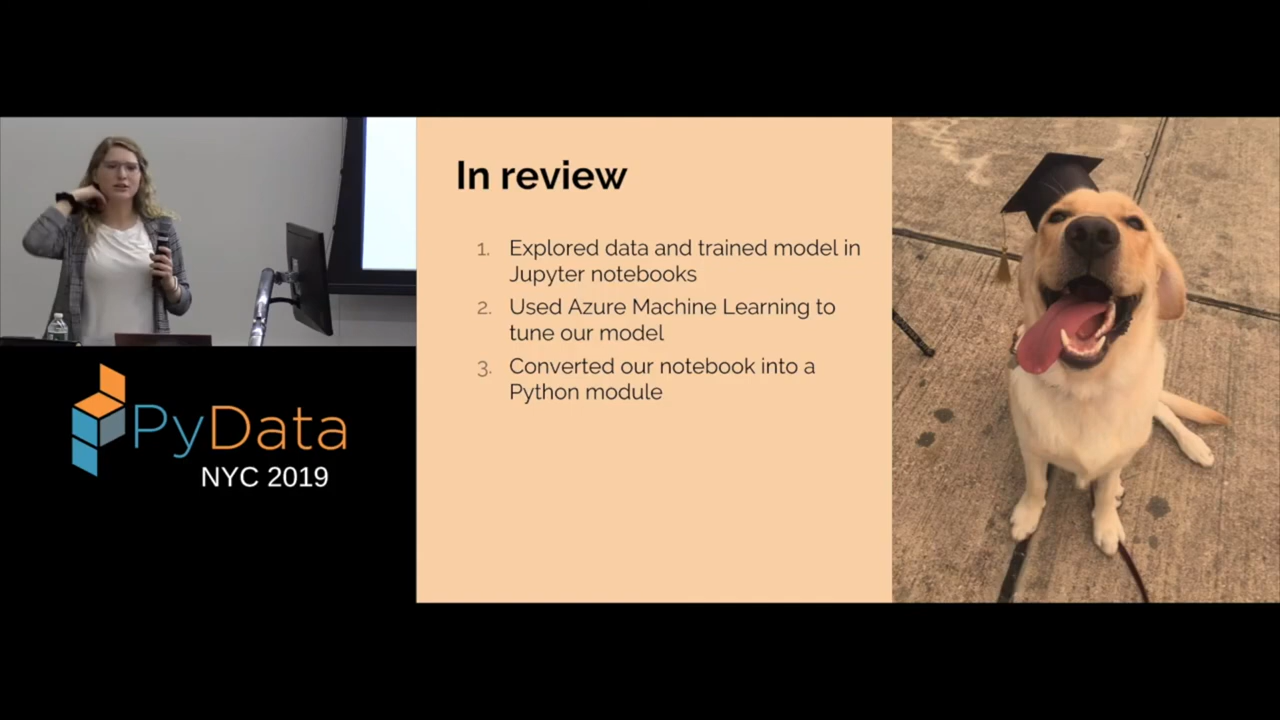 In review
1. Explored data and trained model in
Jupyter notebooks
2. Used Azure Machine Learning to
tune our model
3. Converted our notebook into a
Python module
PyData
NYC 2019